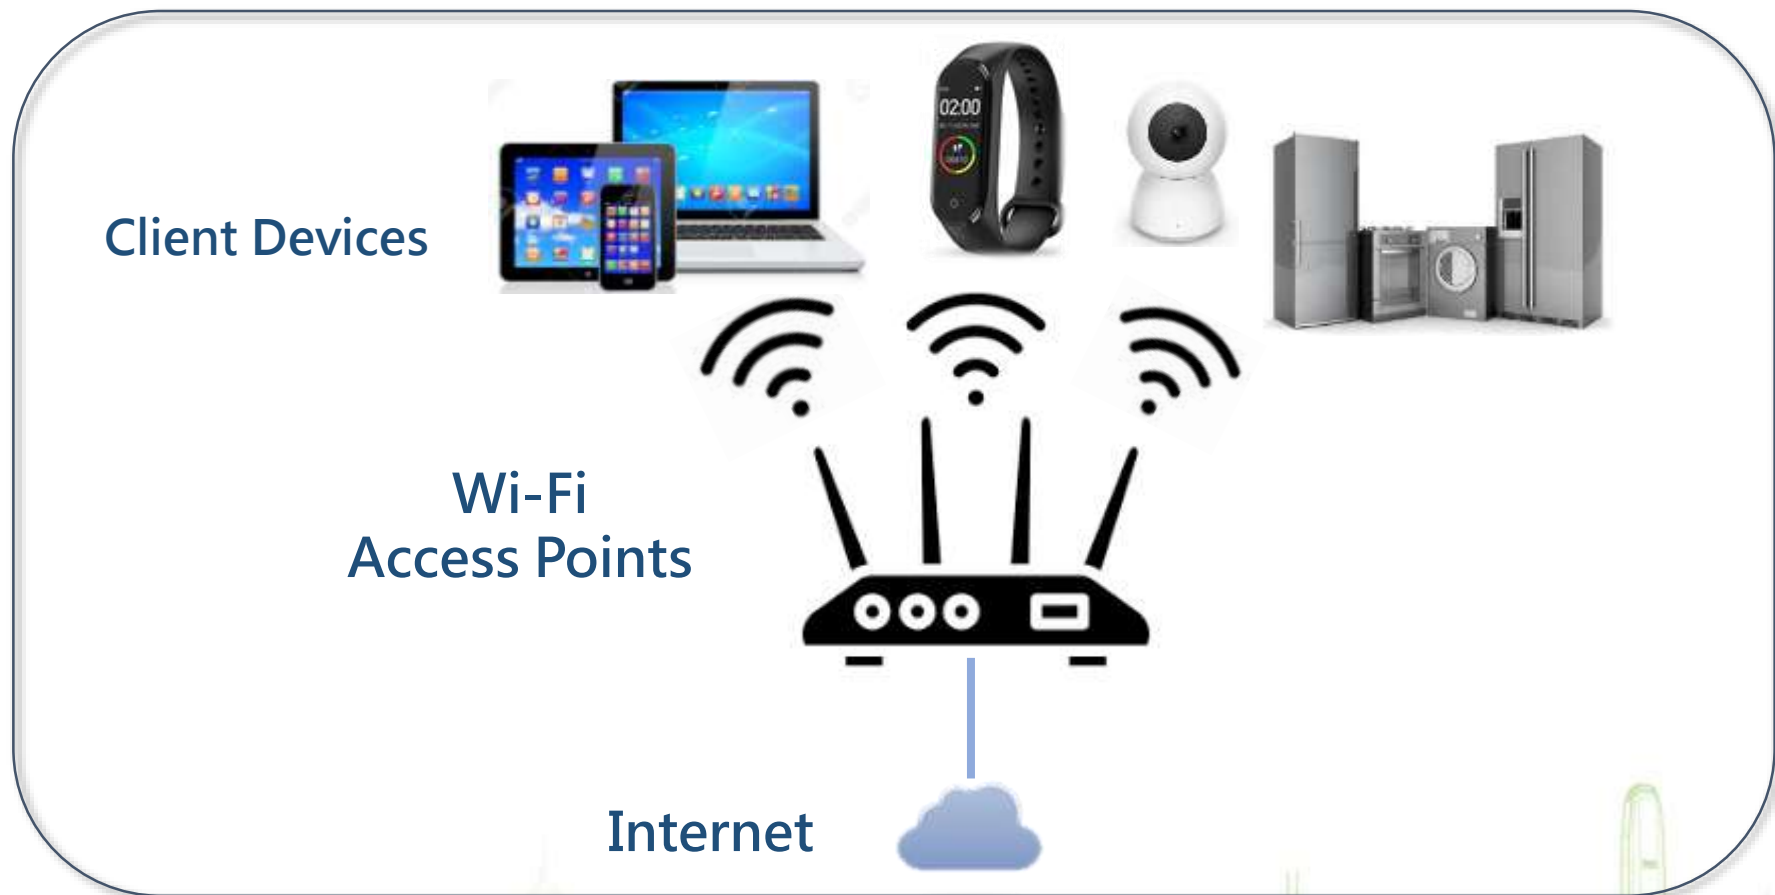 02:00
Client Devices
Wi-Fi
Access Points
Internet